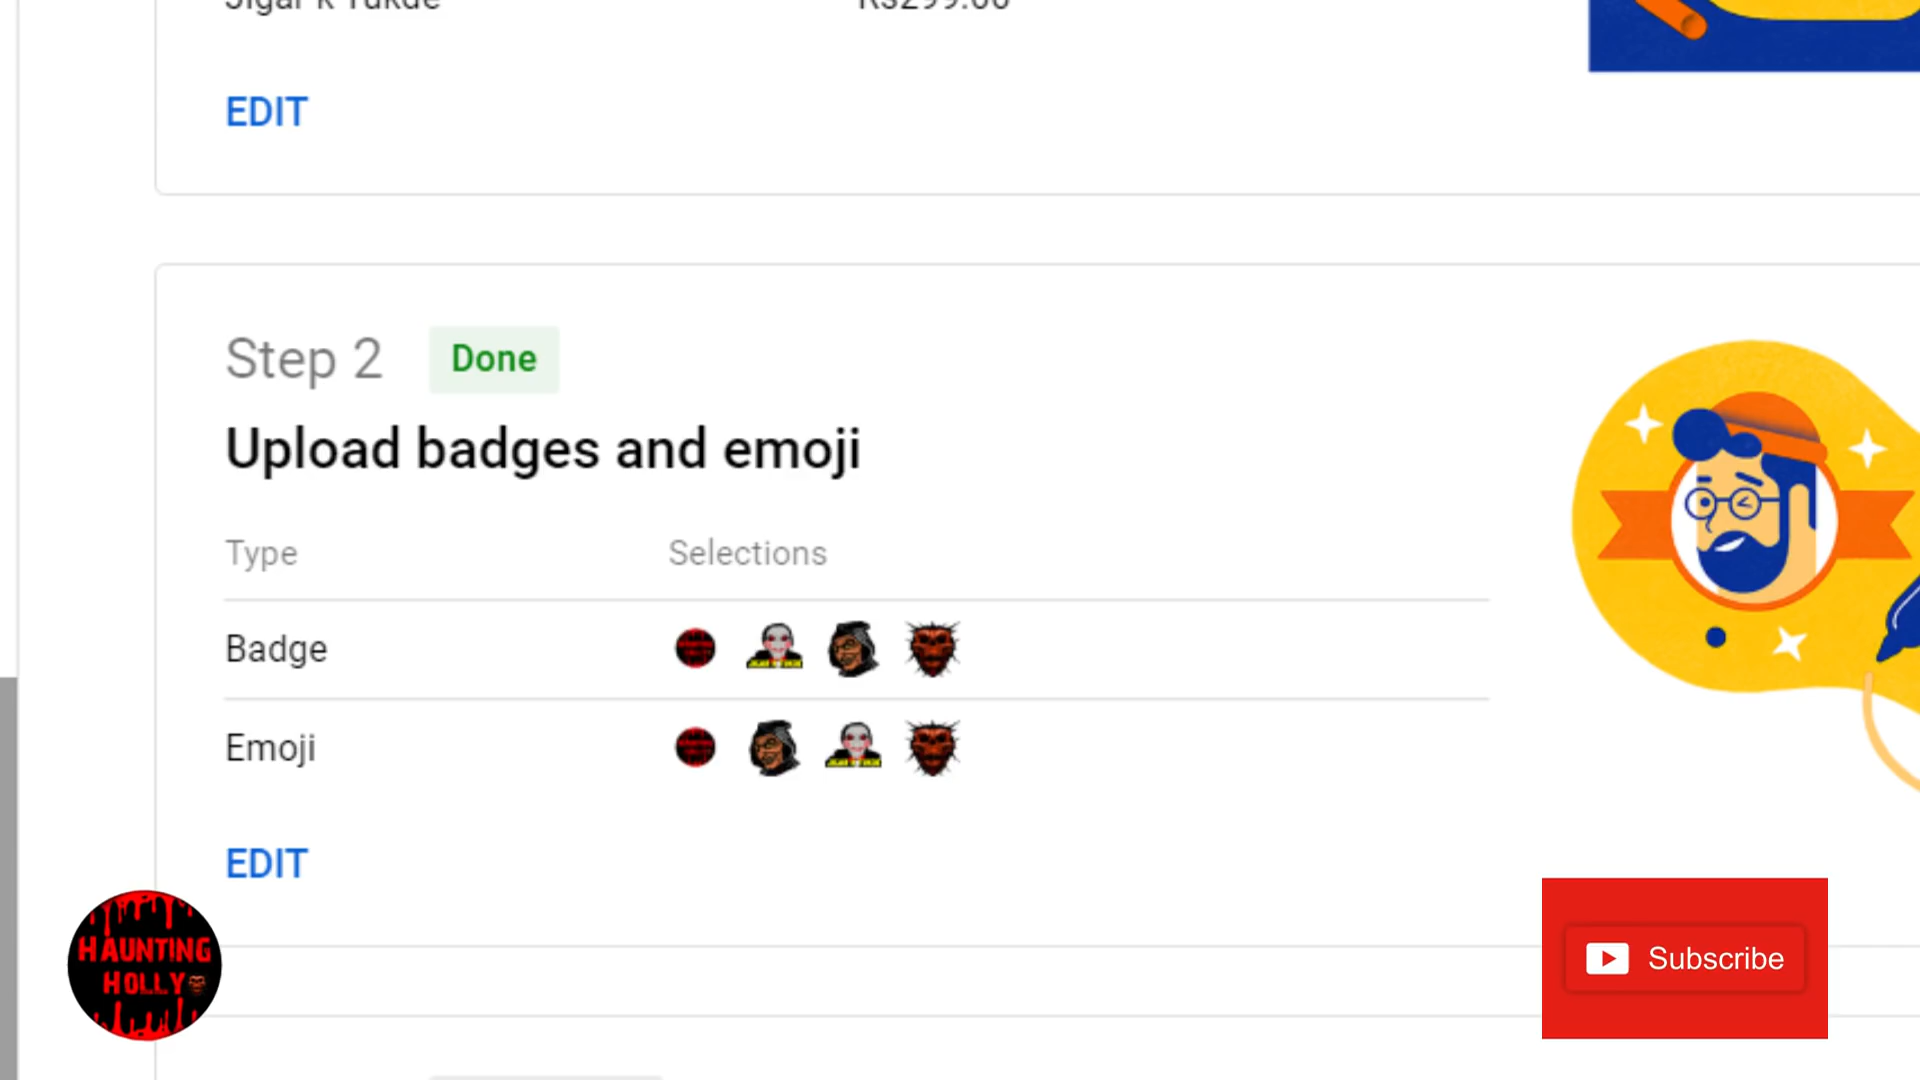 EDIT
Step 2 Done
Upload badges and emoji
Type Selections
Badge
Emoji
EDIT
HAUNTING
HOLLY
Subscribe